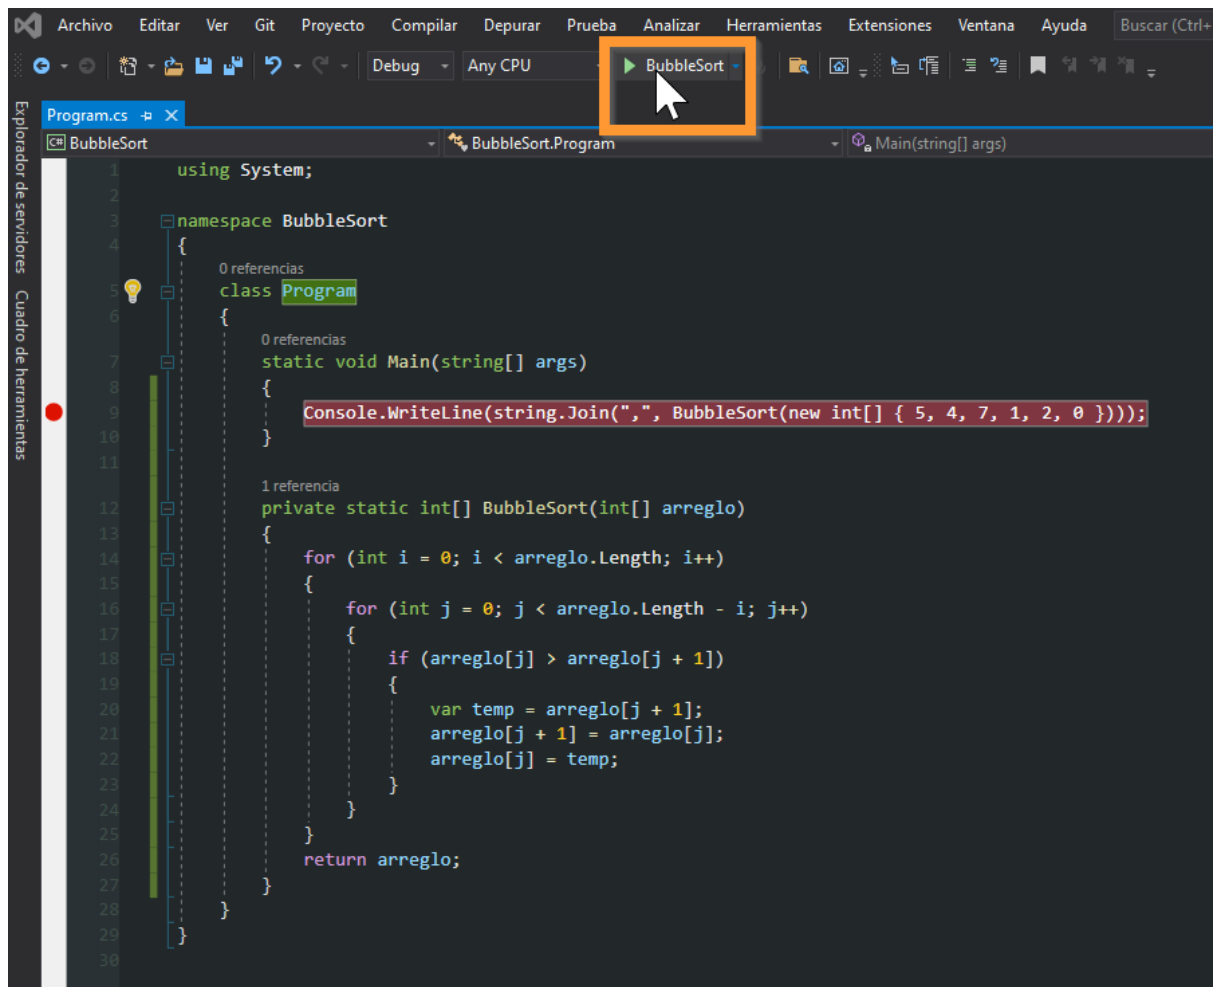 Archivo Editar Ver Git Proyecto Compilar Depurar Prueba Analizar Herramientas Extensiones Ventana Ayuda Buscar (Ctrl+
Debug Any CPU BubbleSort
Explorador de servidores Cuadro de herramientas
Program.cs
C# BubbleSort BubbleSort.Program Main(string[] args)
1 using System;
2
3 namespace BubbleSort
4 {
0 referencias
5 class Program
6 {
0 referencias
7 static void Main(string[] args)
8 {
9 Console.WriteLine(string.Join(",", BubbleSort(new int[] { 5, 4, 7, 1, 2, 0 })));
10 }
11
1 referencia
12 private static int[] BubbleSort(int[] arreglo)
13 {
14 for (int i = 0; i < arreglo.Length; i++)
15 {
16 for (int j = 0; j < arreglo.Length - i; j++)
17 {
18 if (arreglo[j] > arreglo[j + 1])
19 {
20 var temp = arreglo[j + 1];
21 arreglo[j + 1] = arreglo[j];
22 arreglo[j] = temp;
23 }
24 }
25 }
26 return arreglo;
27 }
28 }
29 }
30